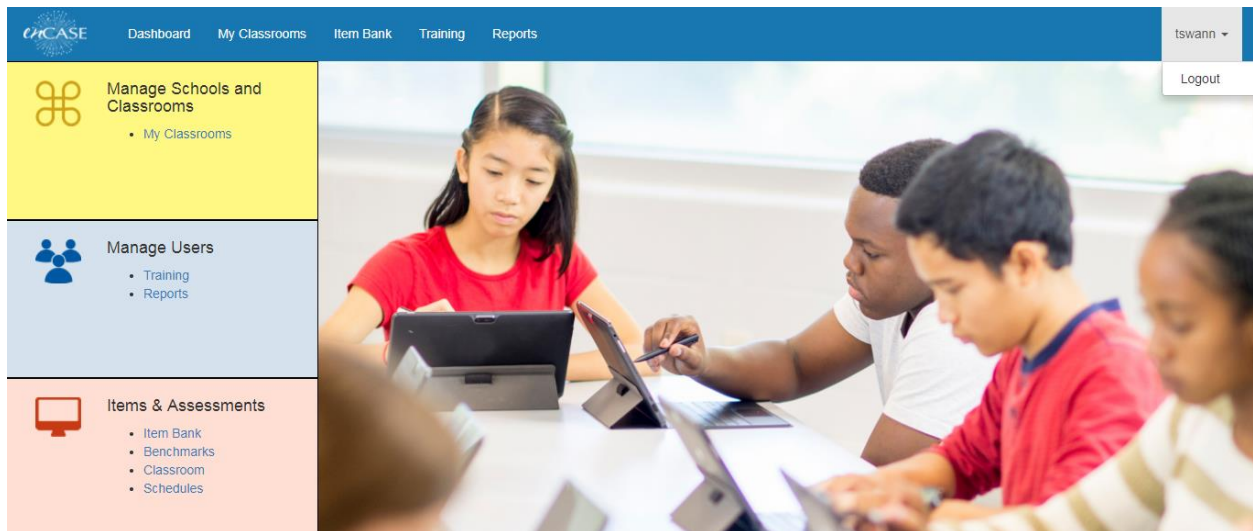 enCASE
Dashboard My Classrooms Item Bank Training Reports
tswann
Logout
Manage Schools and
Classrooms
My Classrooms
Manage Users
Training
Reports
Items & Assessments
Item Bank
Benchmarks
Classroom
Schedules